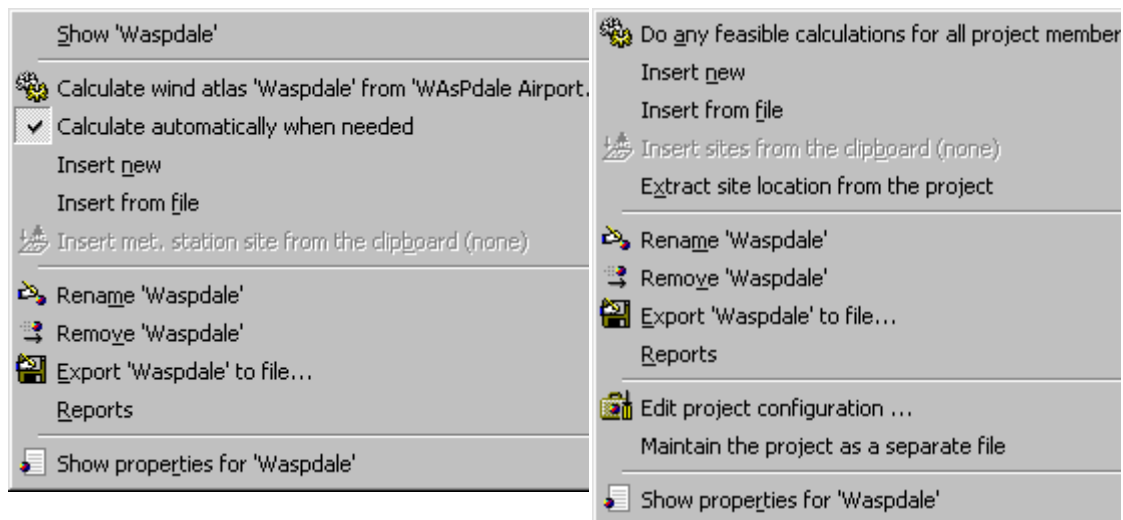 Show 'Waspdale'
Calculate wind atlas 'Waspdale' from 'WAsPdale Airport.
Calculate automatically when needed
Insert new
Insert from file
Insert met. station site from the clipboard (none)
Rename 'Waspdale'
Remove 'Waspdale'
Export 'Waspdale' to file...
Reports
Show properties for 'Waspdale'
Do any feasible calculations for all project member
Insert new
Insert from file
Insert sites from the clipboard (none)
Extract site location from the project
Rename 'Waspdale'
Remove 'Waspdale'
Export 'Waspdale' to file...
Reports
Edit project configuration ...
Maintain the project as a separate file
Show properties for 'Waspdale'